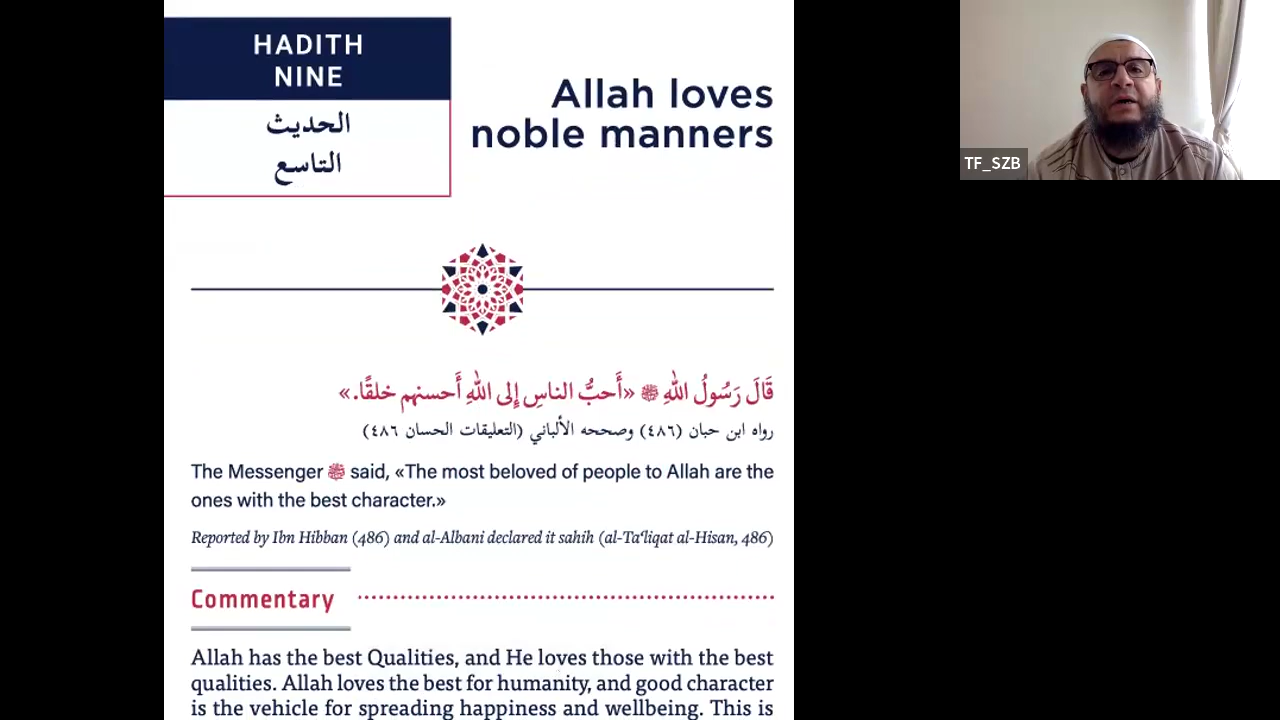 HADITH
NINE
الحديث
التاسع
Allah loves
noble manners
قَالَ رَسُولُ اللهِ ﷺ «أَحبُّ الناسِ إِلى اللهِ أَحسنهم خلقًا.»
رواه ابن حبان (٤٨٦) وصححه الألباني (التعليقات الحسان ٤٨٦)
The Messenger ﷺ said, «The most beloved of people to Allah are the
ones with the best character.»
Reported by Ibn Hibban (486) and al-Albani declared it sahih (al-Taʿliqat al-Hisan, 486)
Commentary
Allah has the best Qualities, and He loves those with the best
qualities. Allah loves the best for humanity, and good character
is the vehicle for spreading happiness and wellbeing. This is
TF_SZB